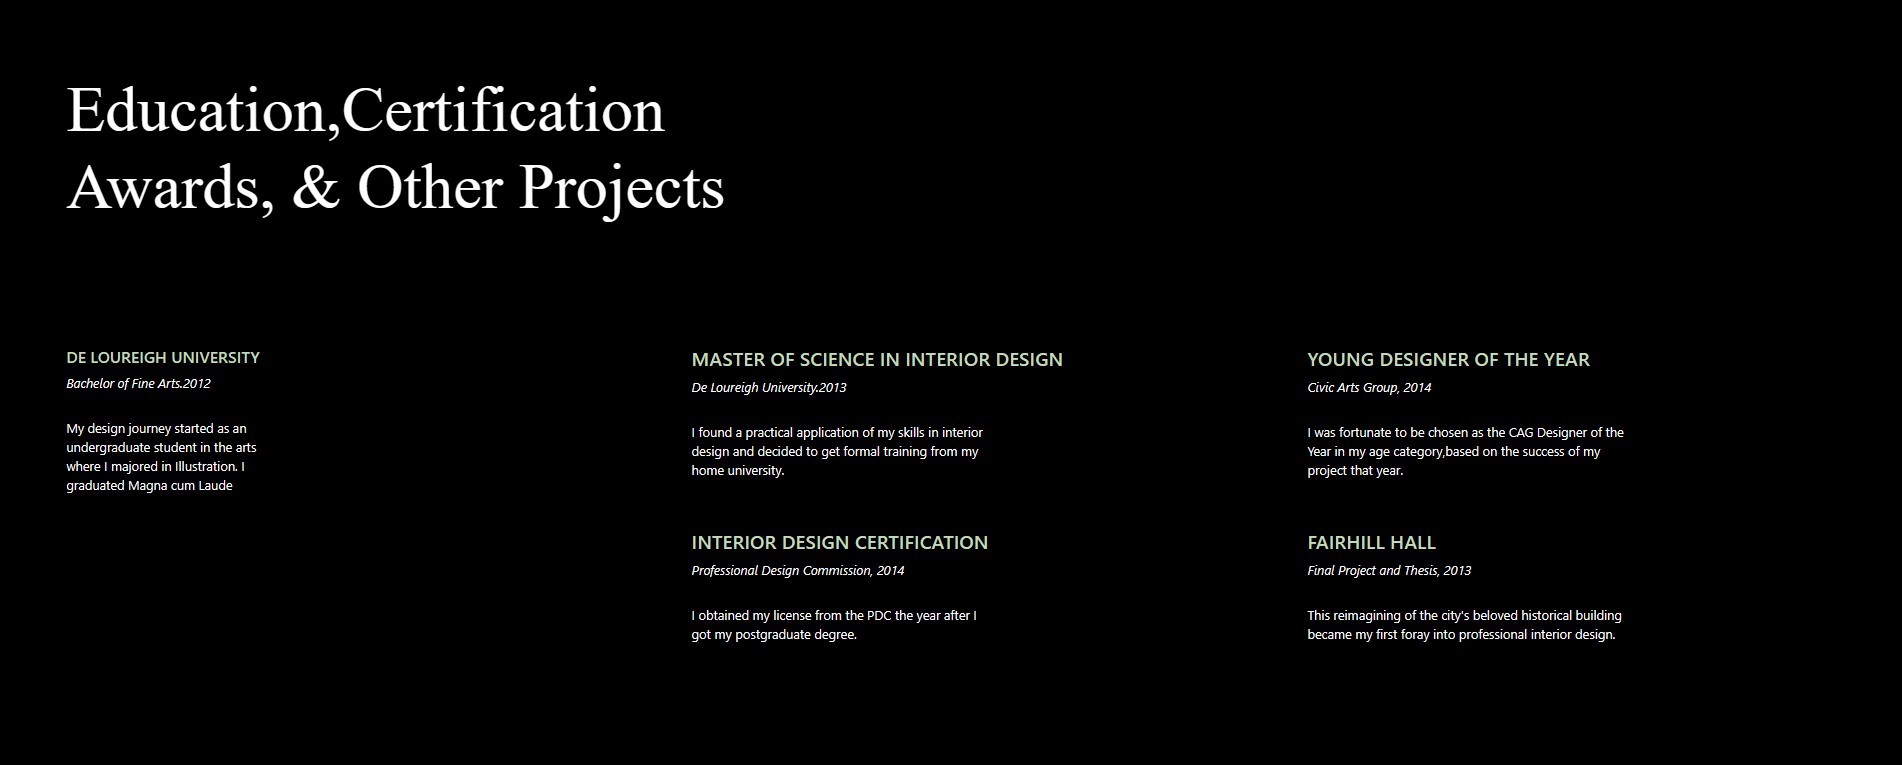 Education,Certification
Awards, & Other Projects
DE LOUREIGH UNIVERSITY
Bachelor of Fine Arts.2012
My design journey started as an
undergraduate student in the arts
where I majored in Illustration. I
graduated Magna cum Laude
MASTER OF SCIENCE IN INTERIOR DESIGN
De Loureigh University.2013
I found a practical application of my skills in interior
design and decided to get formal training from my
home university.
INTERIOR DESIGN CERTIFICATION
Professional Design Commission, 2014
I obtained my license from the PDC the year after I
got my postgraduate degree.
YOUNG DESIGNER OF THE YEAR
Civic Arts Group, 2014
I was fortunate to be chosen as the CAG Designer of the
Year in my age category,based on the success of my
project that year.
FAIRHILL HALL
Final Project and Thesis, 2013
This reimagining of the city's beloved historical building
became my first foray into professional interior design.